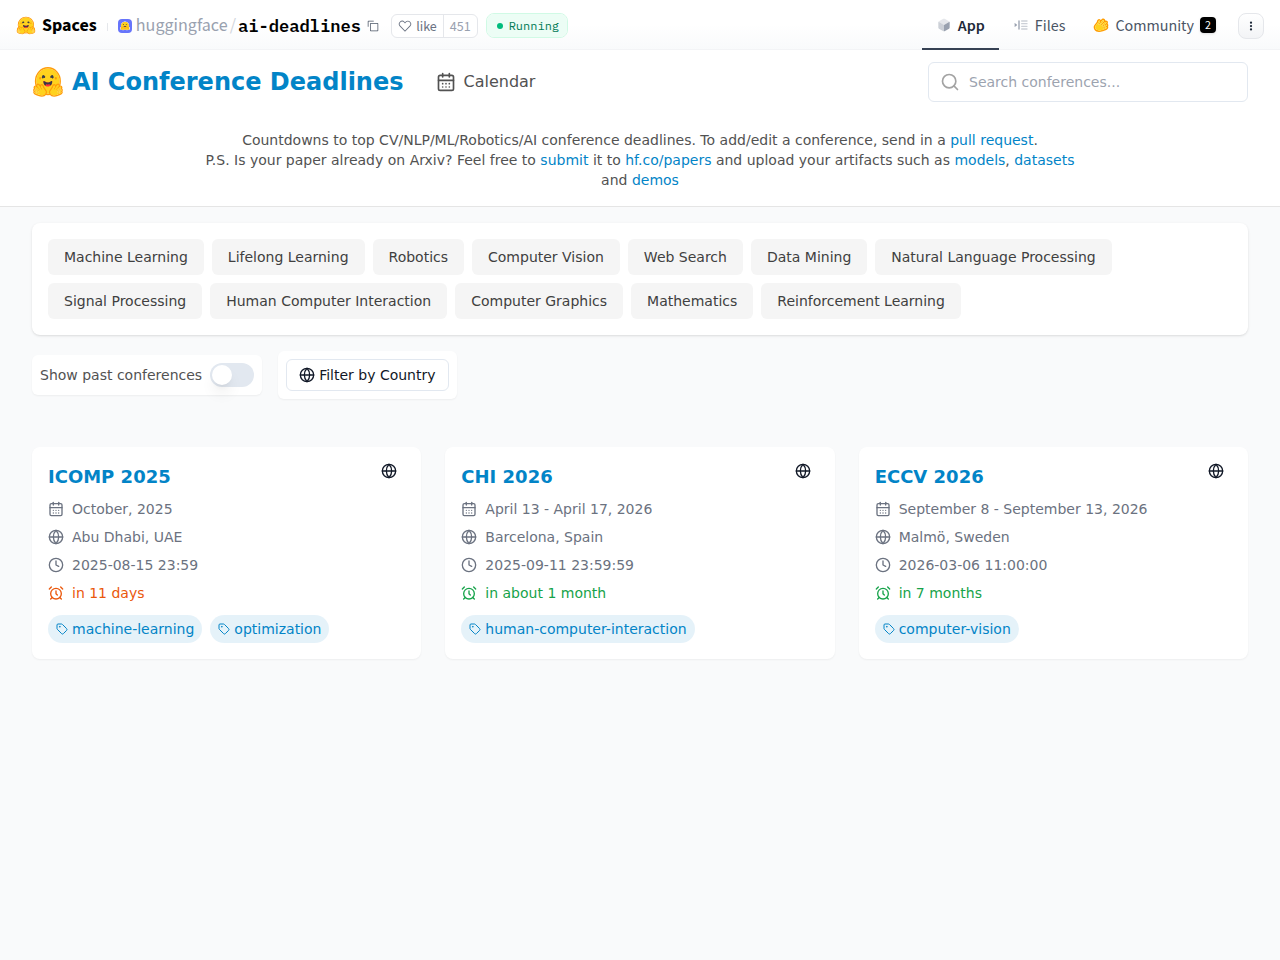 Spaces huggingface/ai-deadlines like 451 Running App Files Community 2
AI Conference Deadlines Calendar Search conferences...
Countdowns to top CV/NLP/ML/Robotics/AI conference deadlines. To add/edit a conference, send in a pull request.
P.S. Is your paper already on Arxiv? Feel free to submit it to hf.co/papers and upload your artifacts such as models, datasets
and demos
Machine Learning Lifelong Learning Robotics Computer Vision Web Search Data Mining Natural Language Processing
Signal Processing Human Computer Interaction Computer Graphics Mathematics Reinforcement Learning
Show past conferences Filter by Country
ICOMP 2025
October, 2025
Abu Dhabi, UAE
2025-08-15 23:59
in 11 days
machine-learning optimization
CHI 2026
April 13 - April 17, 2026
Barcelona, Spain
2025-09-11 23:59:59
in about 1 month
human-computer-interaction
ECCV 2026
September 8 - September 13, 2026
Malmö, Sweden
2026-03-06 11:00:00
in 7 months
computer-vision